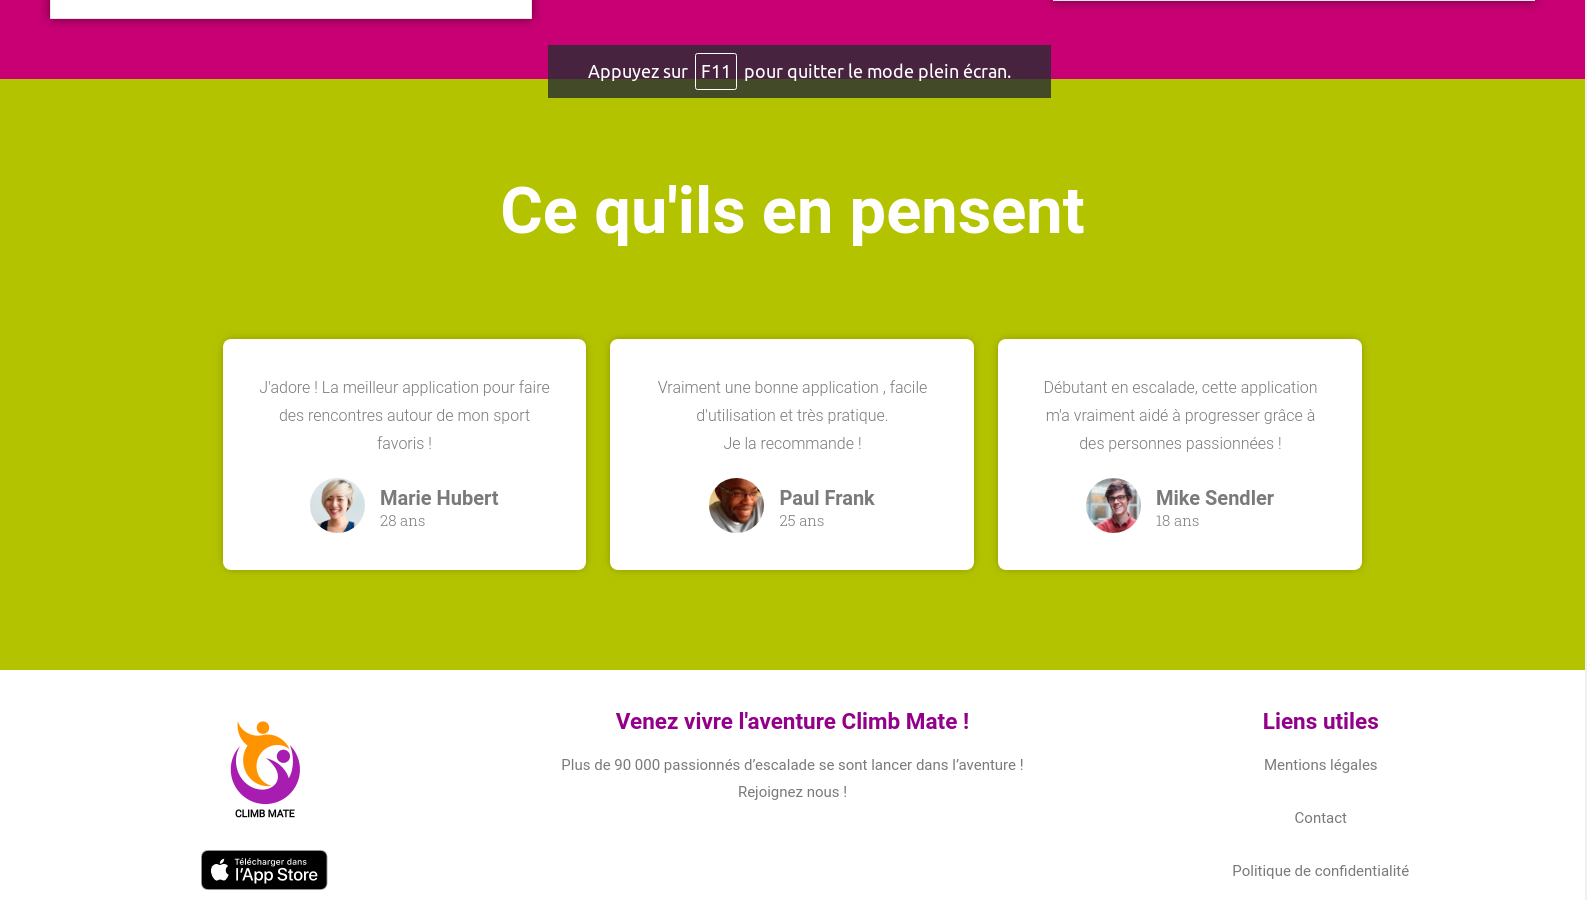 Appuyez sur F11 pour quitter le mode plein écran.
Ce qu'ils en pensent
J'adore ! La meilleur application pour faire
des rencontres autour de mon sport
favoris !
Marie Hubert
28 ans
Vraiment une bonne application , facile
d'utilisation et très pratique.
Je la recommande !
Paul Frank
25 ans
Débutant en escalade, cette application
m'a vraiment aidé à progresser grâce à
des personnes passionnées !
Mike Sendler
18 ans
CLIMB MATE
Télécharger dans
l'App Store
Venez vivre l'aventure Climb Mate !
Plus de 90 000 passionnés d’escalade se sont lancer dans l’aventure !
Rejoignez nous !
Liens utiles
Mentions légales
Contact
Politique de confidentialité